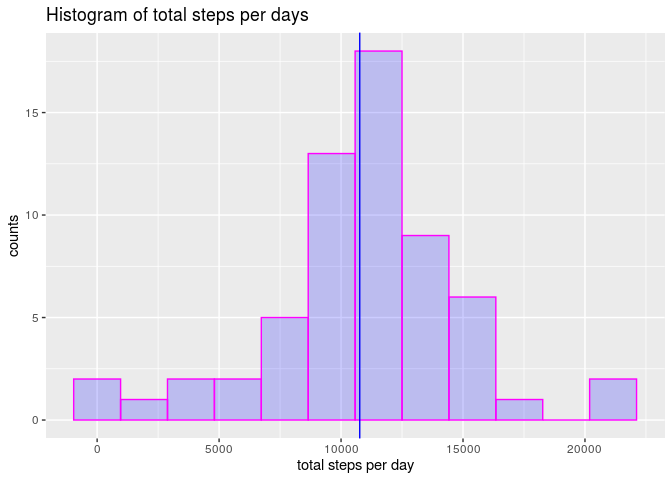 Histogram of total steps per days
15
10
5
0
counts
0 5000 10000 15000 20000
total steps per day